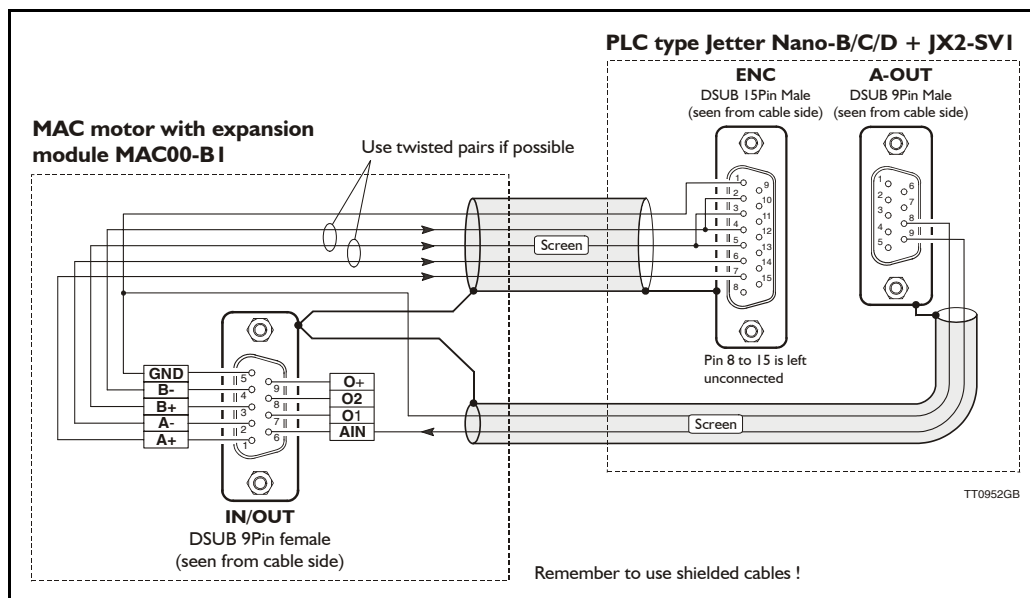 PLC type Jetter Nano-B/C/D + JX2-SV1
ENC
DSUB 15Pin Male
(seen from cable side)
A-OUT
DSUB 9Pin Male
(seen from cable side)
MAC motor with expansion
module MAC00-B1
Use twisted pairs if possible
1
2
3
4
5
6
7
8
9
10
11
12
13
14
15
1
2
3
4
5
6
7
8
9
Screen
Pin 8 to 15 is left
unconnected
GND
B-
B+
A-
A+
5
4
3
2
1
9
8
7
6
O+
O2
O1
AIN
Screen
TT0952GB
IN/OUT
DSUB 9Pin female
(seen from cable side)
Remember to use shielded cables !